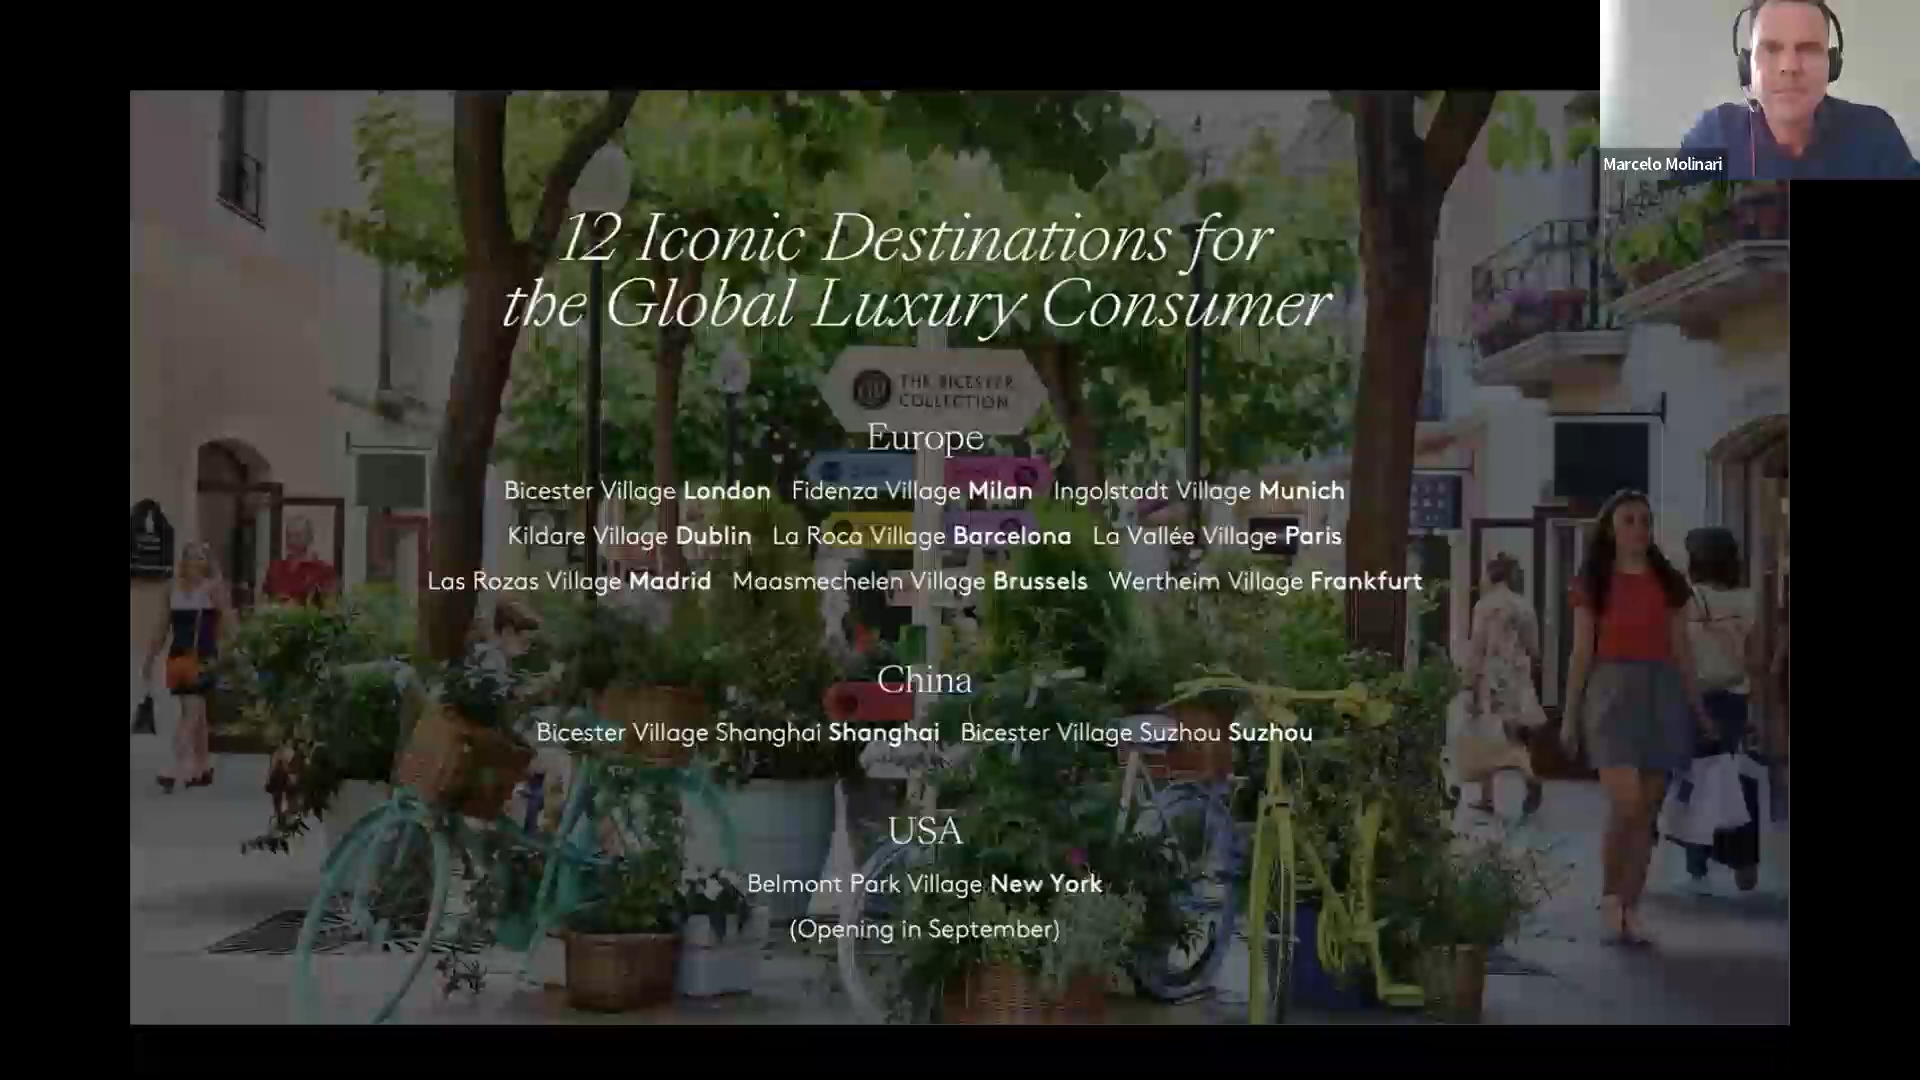 Marcelo Molinari
12 Iconic Destinations for
the Global Luxury Consumer
THE BICESTER
COLLECTION
Europe
Bicester Village London Fidenza Village Milan Ingolstadt Village Munich
Kildare Village Dublin La Roca Village Barcelona La Vallée Village Paris
Las Rozas Village Madrid Maasmechelen Village Brussels Wertheim Village Frankfurt
China
Bicester Village Shanghai Shanghai Bicester Village Suzhou Suzhou
USA
Belmont Park Village New York
(Opening in September)